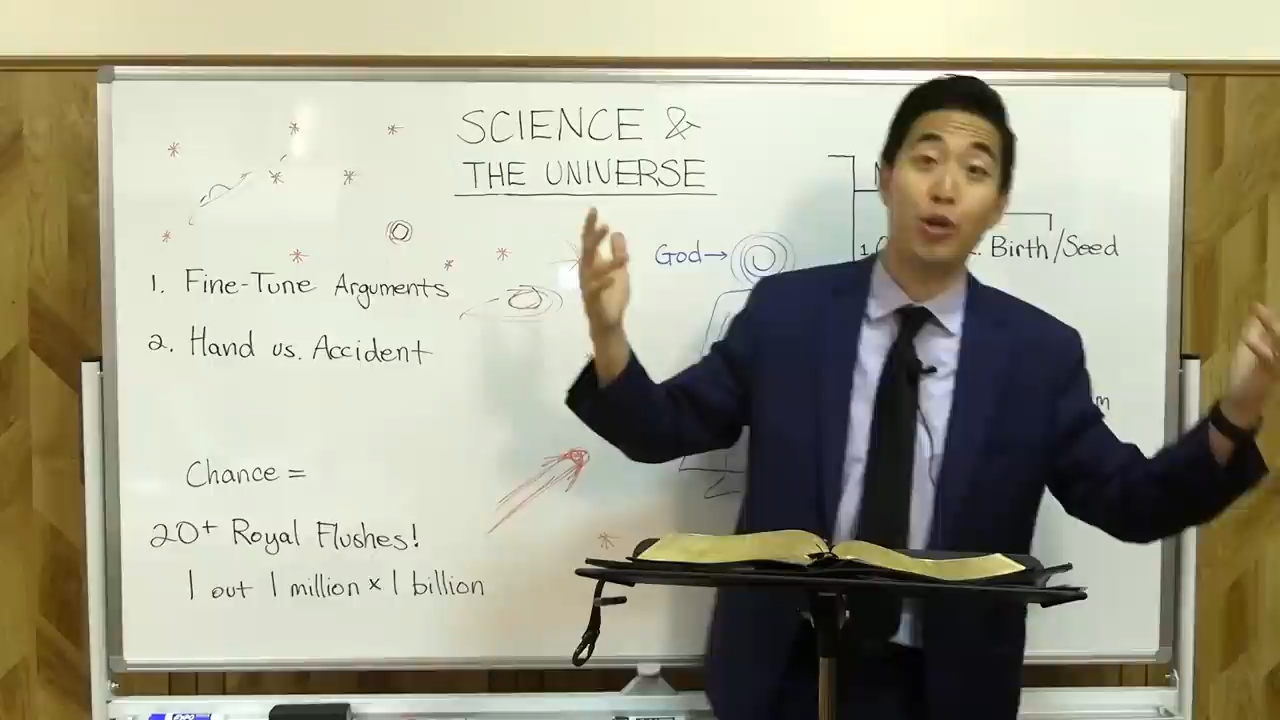 SCIENCE &
THE UNIVERSE
God→
Birth/Seed
1. Fine-Tune Arguments
2. Hand vs. Accident
Chance =
20+ Royal Flushes!
1 out 1 million × 1 billion